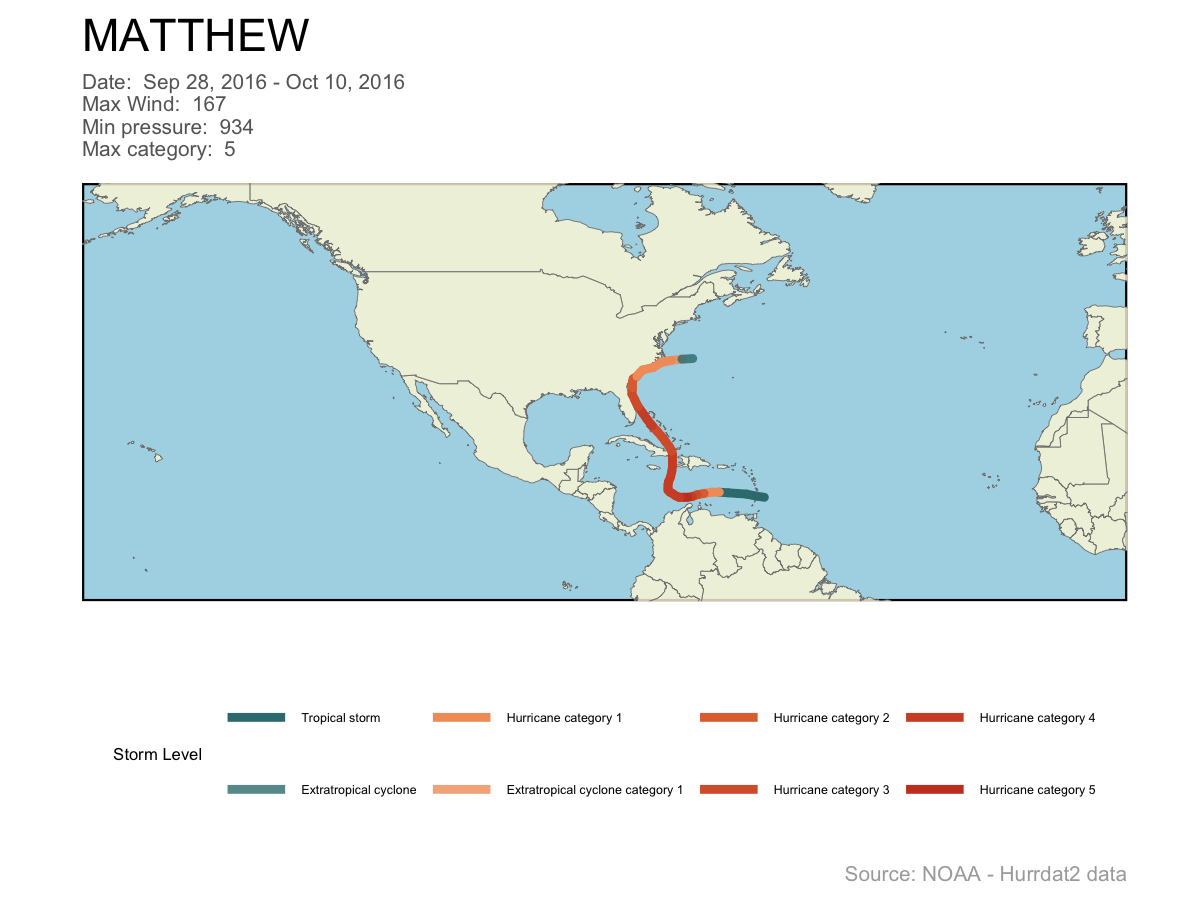 MATTHEW
Date:  Sep 28, 2016 - Oct 10, 2016
Max Wind:  167
Min pressure:  934
Max category:  5
Tropical storm
Hurricane category 1
Hurricane category 2
Hurricane category 4
Storm Level
Extratropical cyclone
Extratropical cyclone category 1
Hurricane category 3
Hurricane category 5
Source: NOAA - Hurrdat2 data